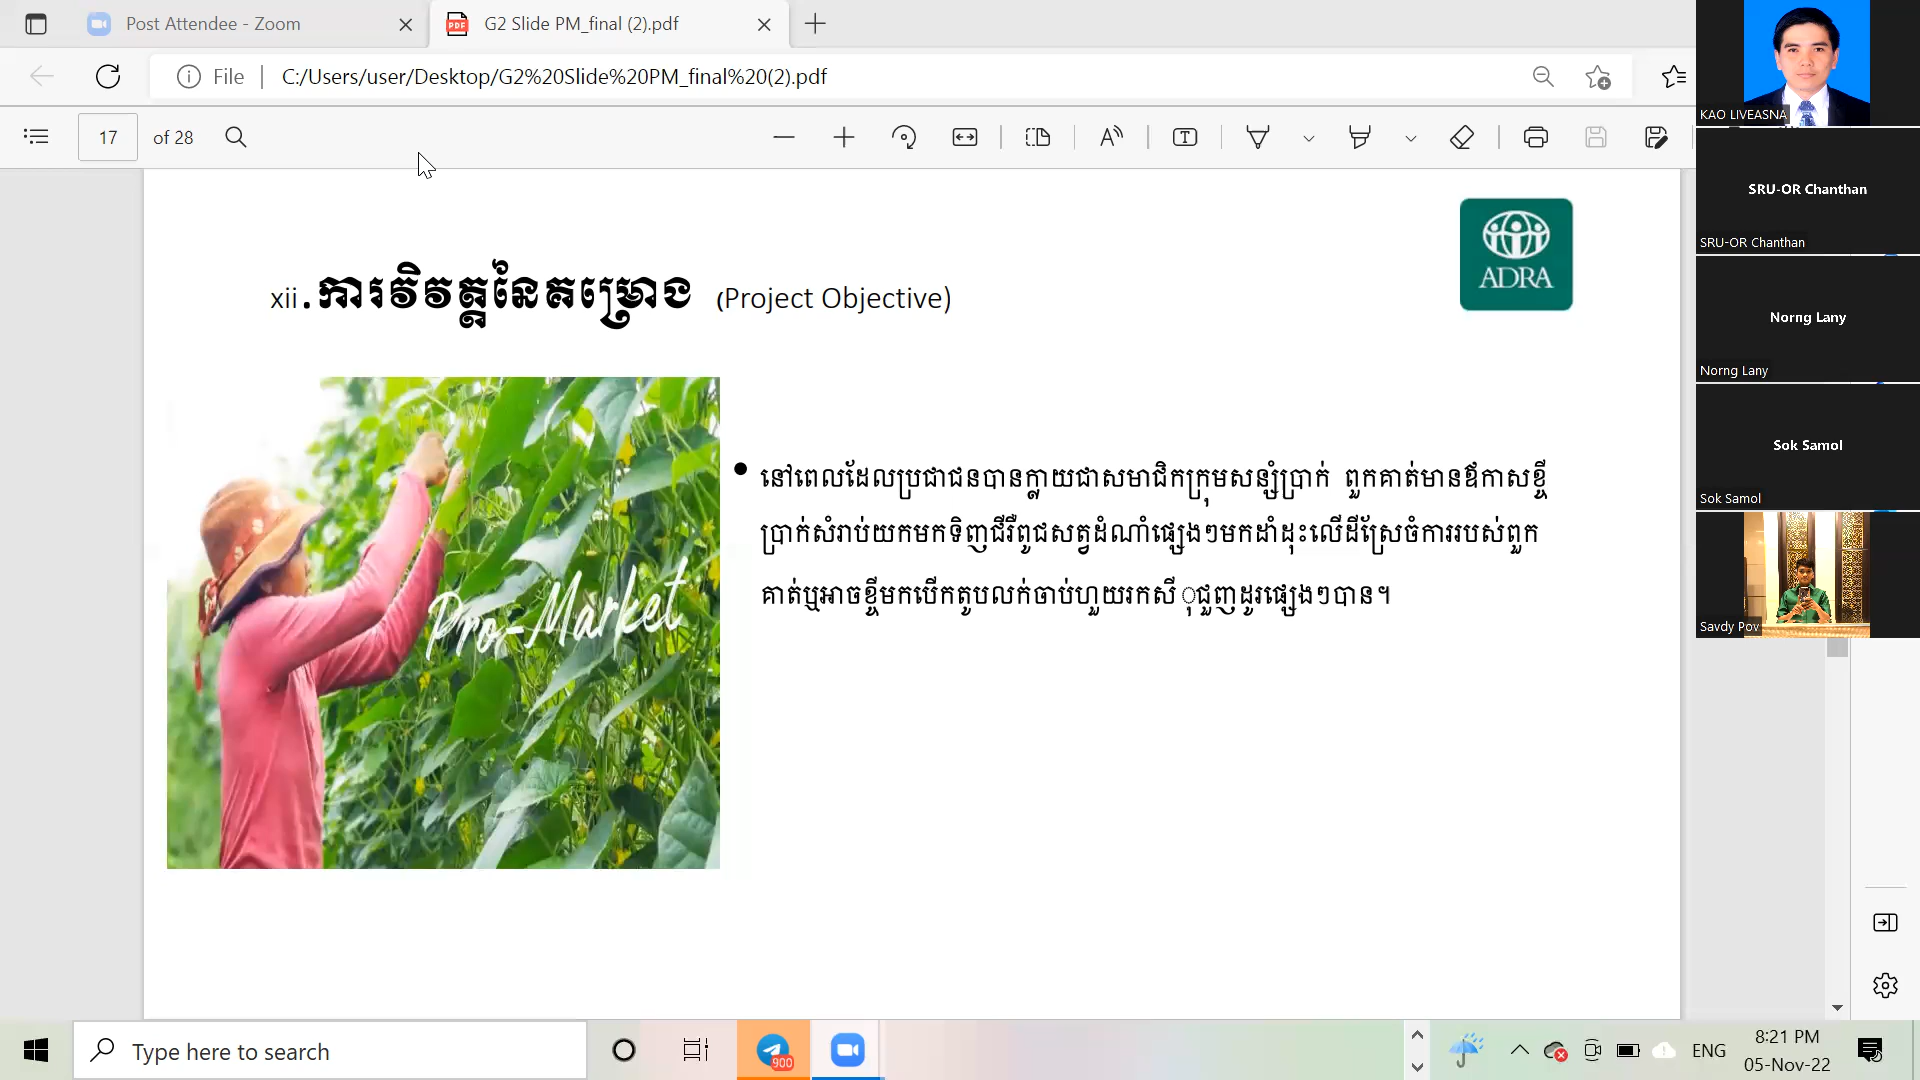 Post Attendee - Zoom
G2 Slide PM_final (2).pdf
File
C:/Users/user/Desktop/G2%20Slide%20PM_final%20(2).pdf
17 of 28
ADRA
xii.ការវិវត្តនៃគម្រោង (Project Objective)
Pro-Market
• នៅពេលដែលប្រជាជនបានក្លាយជាសមាជិកក្រុមសន្សំប្រាក់ ពួកគាត់មានឱកាសខ្ចី
ប្រាក់សំរាប់យកមកទិញជីរឺពូជសត្វដំណាំផ្សេងៗមកដាំដុះលើដីស្រែចំការរបស់ពួក
គាត់ឬអាចខ្ចីមកបើកតូបលក់ចាប់ហួយរកសី ុជួញដូរផ្សេងៗបាន។
KAO LIVEASNA
SRU-OR Chanthan
SRU-OR Chanthan
Norng Lany
Norng Lany
Sok Samol
Sok Samol
Savdy Pov
Type here to search
900
ENG
8:21 PM
05-Nov-22